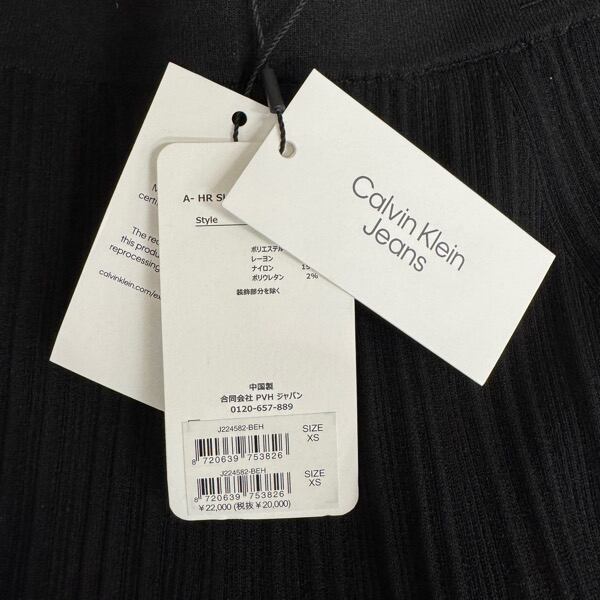 Calvin Klein
Jeans
The
this
reprocessing
calvinklein.com/
A- HR
Style
ポリエステル
レーヨン
ナイロン
ポリウレタン 2%
装飾部分を除く
中国製
合同会社 PVH ジャパン
0120-657-889
J224582-BEH
SIZE
XS
8 720639 753826
J224582-BEH
SIZE
XS
8 720639 753826
¥22,000 (税抜 ¥20,000)